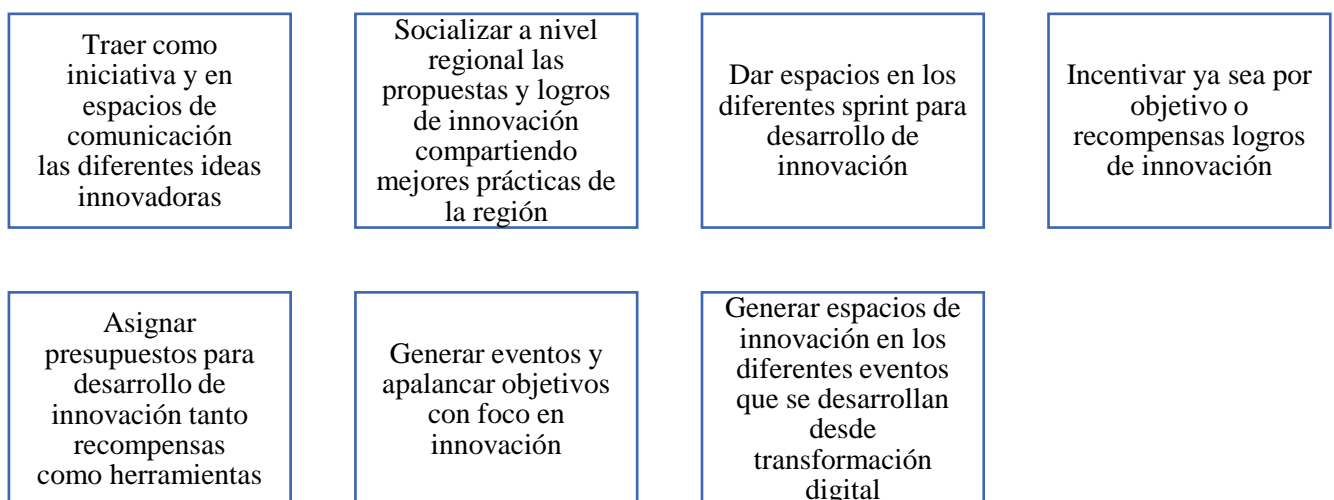 Traer como
iniciativa y en
espacios de
comunicación
las diferentes ideas
innovadoras
Socializar a nivel
regional las
propuestas y logros
de innovación
compartiendo
mejores prácticas de
la región
Dar espacios en los
diferentes sprint para
desarrollo de
innovación
Incentivar ya sea por
objetivo o
recompensas logros
de innovación
Asignar
presupuestos para
desarrollo de
innovación tanto
recompensas
como herramientas
Generar eventos y
apalancar objetivos
con foco en
innovación
Generar espacios de
innovación en los
diferentes eventos
que se desarrollan
desde
transformación
digital